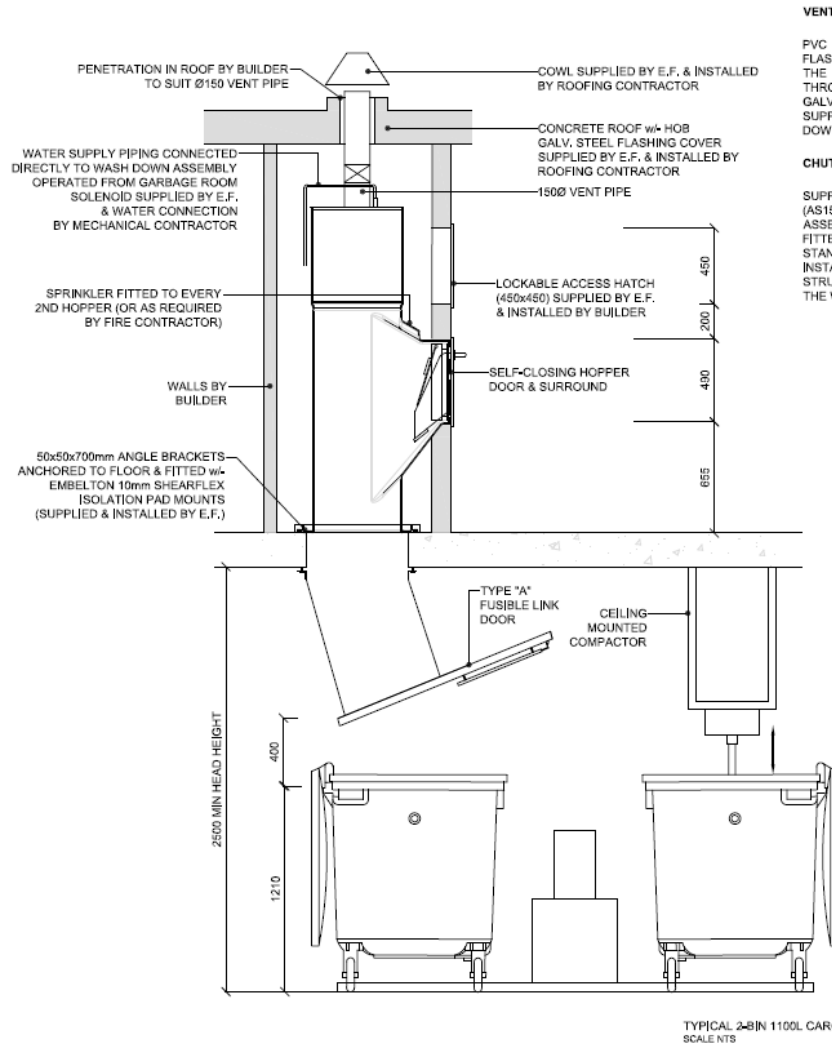 VENT
PVC
FLAS
THE
THRO
GALV
SUPP
DOW
CHUT
SUPP
(AS15
ASSE
FITTE
STAN
INSTA
STRU
THE
PENETRATION IN ROOF BY BUILDER
TO SUIT Ø150 VENT PIPE
COWL SUPPLIED BY E.F. & INSTALLED
BY ROOFING CONTRACTOR
CONCRETE ROOF w/- HOB
GALV. STEEL FLASHING COVER
SUPPLIED BY E.F. & INSTALLED BY
ROOFING CONTRACTOR
WATER SUPPLY PIPING CONNECTED
DIRECTLY TO WASH DOWN ASSEMBLY
OPERATED FROM GARBAGE ROOM
SOLENOID SUPPLIED BY E.F.
& WATER CONNECTION
BY MECHANICAL CONTRACTOR
150Ø VENT PIPE
450
LOCKABLE ACCESS HATCH
(450x450) SUPPLIED BY E.F.
& INSTALLED BY BUILDER
SPRINKLER FITTED TO EVERY
2ND HOPPER (OR AS REQUIRED
BY FIRE CONTRACTOR)
200
SELF-CLOSING HOPPER
DOOR & SURROUND
490
WALLS BY
BUILDER
50x50x700mm ANGLE BRACKETS
ANCHORED TO FLOOR & FITTED w/-
EMBELTON 10mm SHEARFLEX
ISOLATION PAD MOUNTS
(SUPPLIED & INSTALLED BY E.F.)
655
TYPE "A"
FUSIBLE LINK
DOOR
CEILING
MOUNTED
COMPACTOR
2500 MIN HEAD HEIGHT
400
1210
TYPICAL 2-BIN 1100L CAR
SCALE NTS